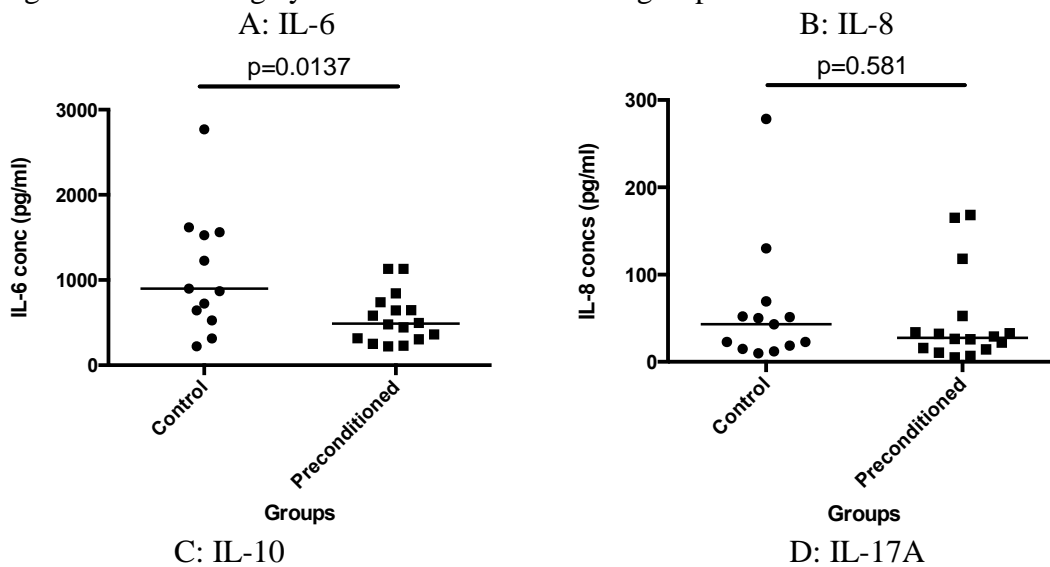 A: IL-6
p=0.0137
3000
2000
1000
0
IL-6 conc (pg/ml)
Control
Preconditioned
Groups
B: IL-8
p=0.581
300
200
100
0
IL-8 concs (pg/ml)
Control
Preconditioned
Groups
C: IL-10
D: IL-17A